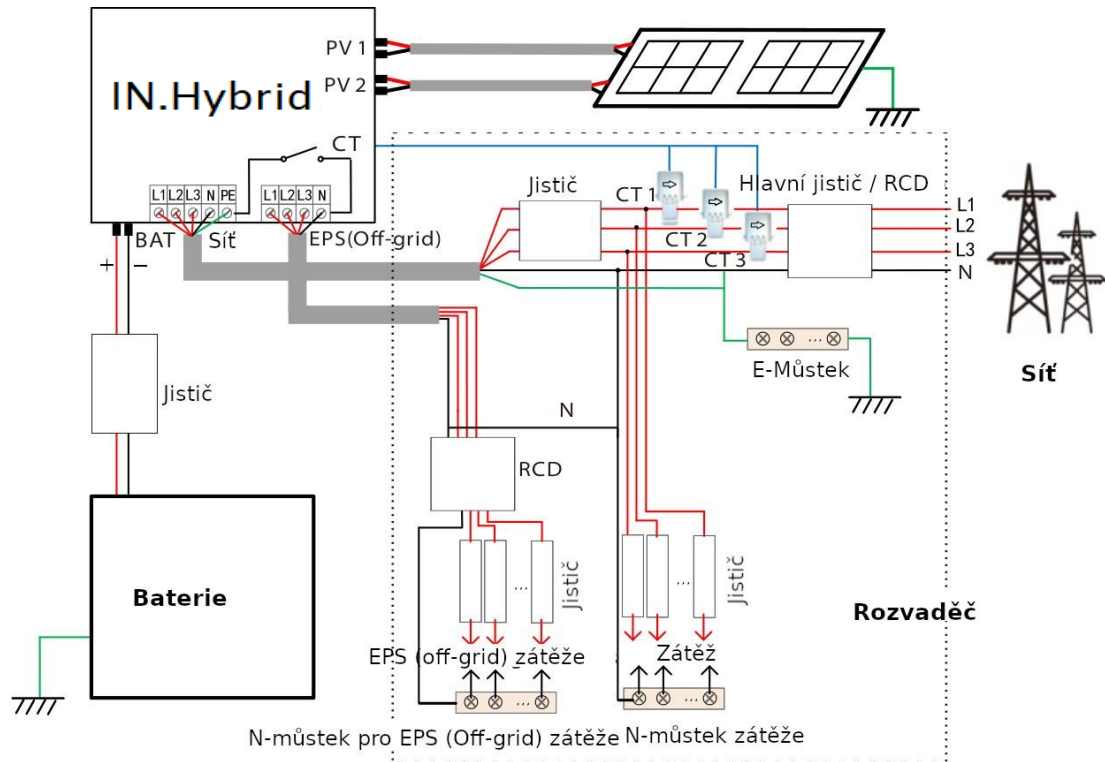 PV 1
PV 2
IN.Hybrid
CT
L1 L2 L3 N PE
L1 L2 L3 N
BAT
Síť
EPS(Off-grid)
+
−
Jistič
Baterie
Jistič
CT 1
CT 2
CT 3
Hlavní jistič / RCD
L1
L2
L3
N
Síť
...
E-Můstek
N
RCD
...
Jistič
...
Jistič
Rozvaděč
EPS (off-grid) zátěže
Zátěž
...
...
N-můstek pro EPS (Off-grid) zátěže
N-můstek zátěže